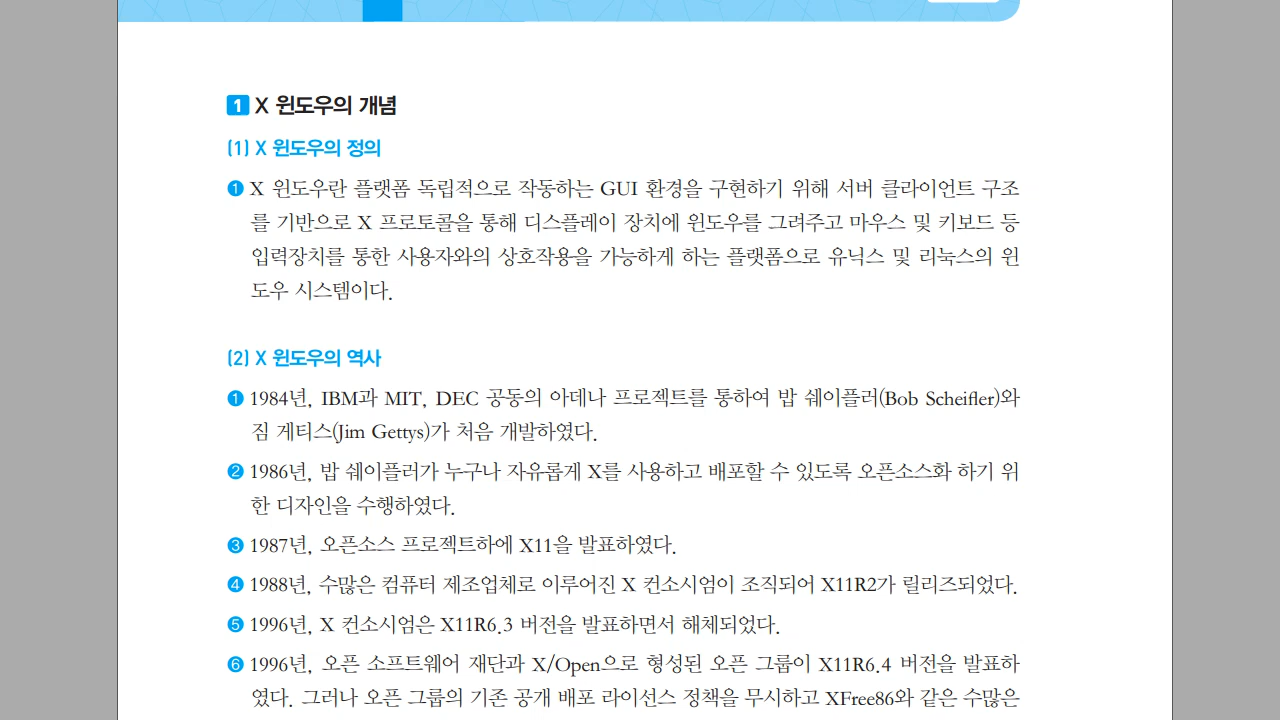 1 X 윈도우의 개념
(1) X 윈도우의 정의
❶ X 윈도우란 플랫폼 독립적으로 작동하는 GUI 환경을 구현하기 위해 서버 클라이언트 구조
를 기반으로 X 프로토콜을 통해 디스플레이 장치에 윈도우를 그려주고 마우스 및 키보드 등
입력장치를 통한 사용자와의 상호작용을 가능하게 하는 플랫폼으로 유닉스 및 리눅스의 윈
도우 시스템이다.
(2) X 윈도우의 역사
❶ 1984년, IBM과 MIT, DEC 공동의 아데나 프로젝트를 통하여 밥 쉐이플러(Bob Scheifler)와
짐 게티스(Jim Gettys)가 처음 개발하였다.
❷ 1986년, 밥 쉐이플러가 누구나 자유롭게 X를 사용하고 배포할 수 있도록 오픈소스화 하기 위
한 디자인을 수행하였다.
❸ 1987년, 오픈소스 프로젝트하에 X11을 발표하였다.
❹ 1988년, 수많은 컴퓨터 제조업체로 이루어진 X 컨소시엄이 조직되어 X11R2가 릴리즈되었다.
❺ 1996년, X 컨소시엄은 X11R6.3 버전을 발표하면서 해체되었다.
❻ 1996년, 오픈 소프트웨어 재단과 X/Open으로 형성된 오픈 그룹이 X11R6.4 버전을 발표하
였다. 그러나 오픈 그룹의 기존 공개 배포 라이선스 정책을 무시하고 XFree86와 같은 수많은